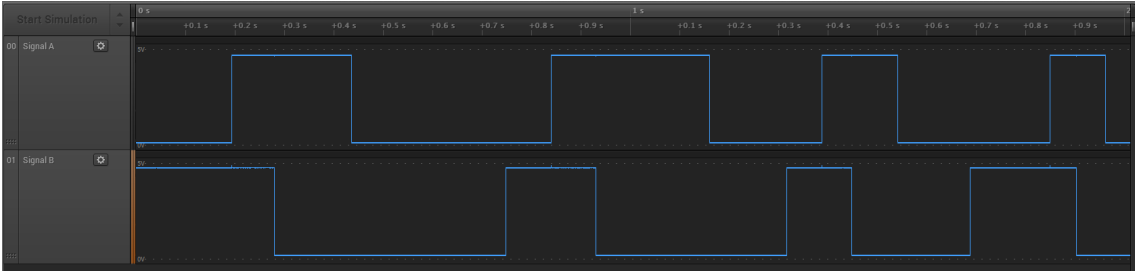 Start Simulation
0 s 1 s 2
+0.1 s +0.2 s +0.3 s +0.4 s +0.5 s +0.6 s +0.7 s +0.8 s +0.9 s +0.1 s +0.2 s +0.3 s +0.4 s +0.5 s +0.6 s +0.7 s +0.8 s +0.9 s
00 Signal A
5V
0V
01 Signal B
5V
0V